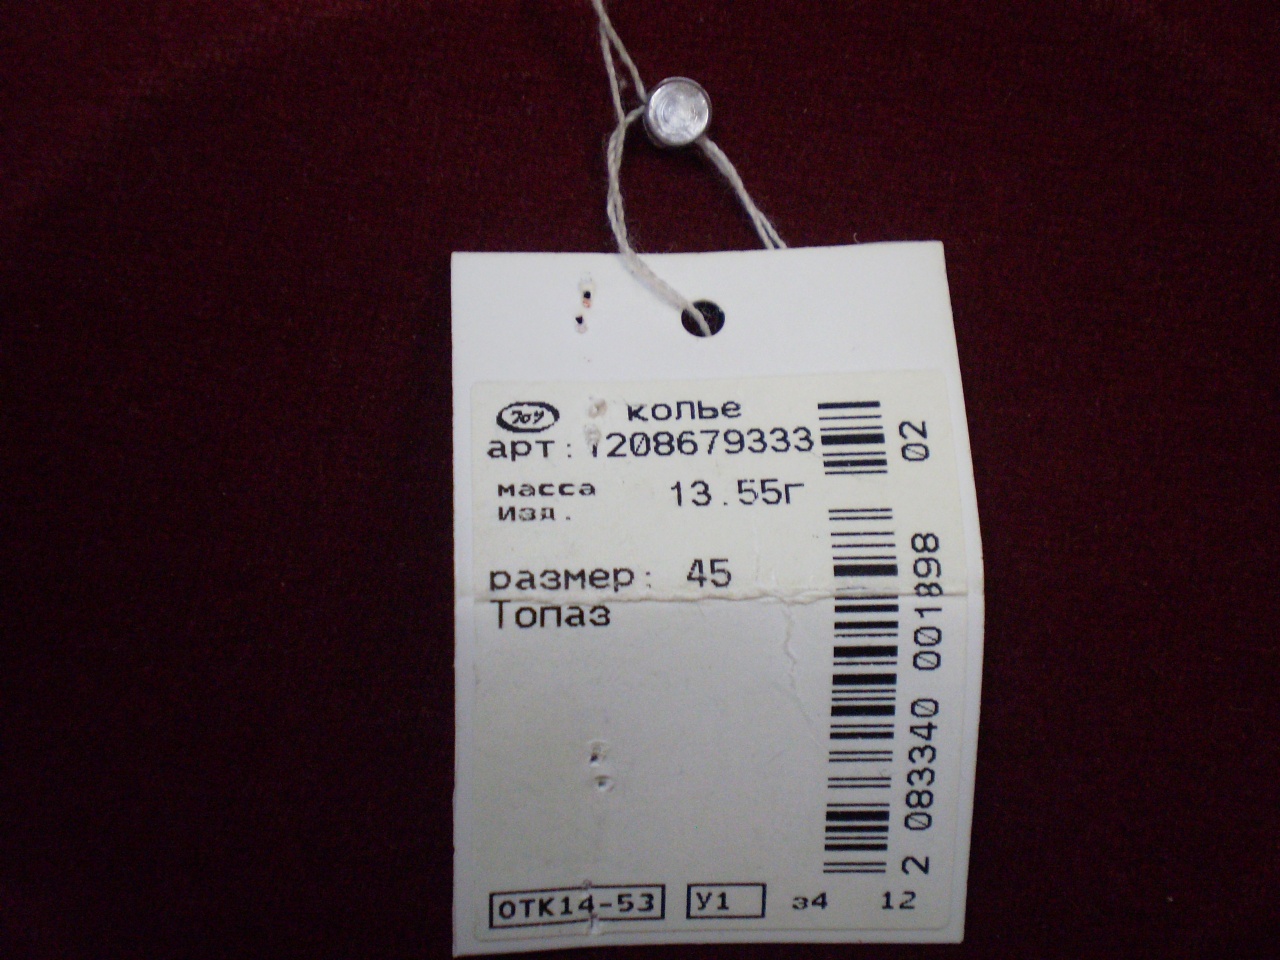 колье
арт: 1208679333
масса 13.55г
изд.
размер: 45
Топаз
ОТК14-53 У1 з4 12
2 083340 001898
02